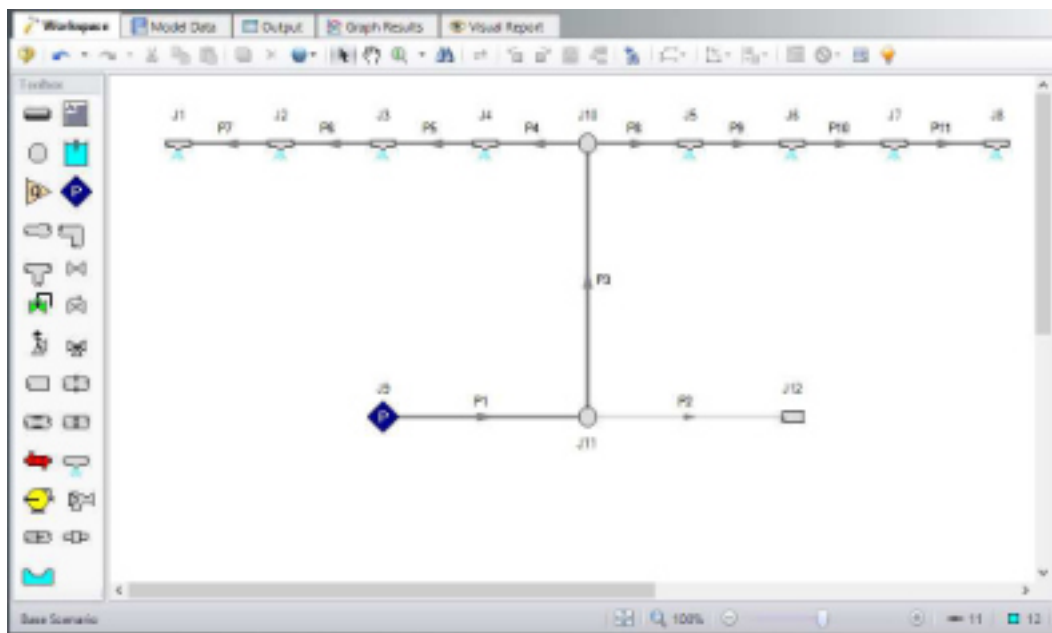 Workspace Model Data Output Graph Results Visual Report
Toolbox
J1 J2 J3 J4 J10 J5 J6 J7 J8
P7 P6 P5 P4 P8 P9 P10 P11
P3
J9 J12
P1 P2
J11
Base Scenario 100% 11 12